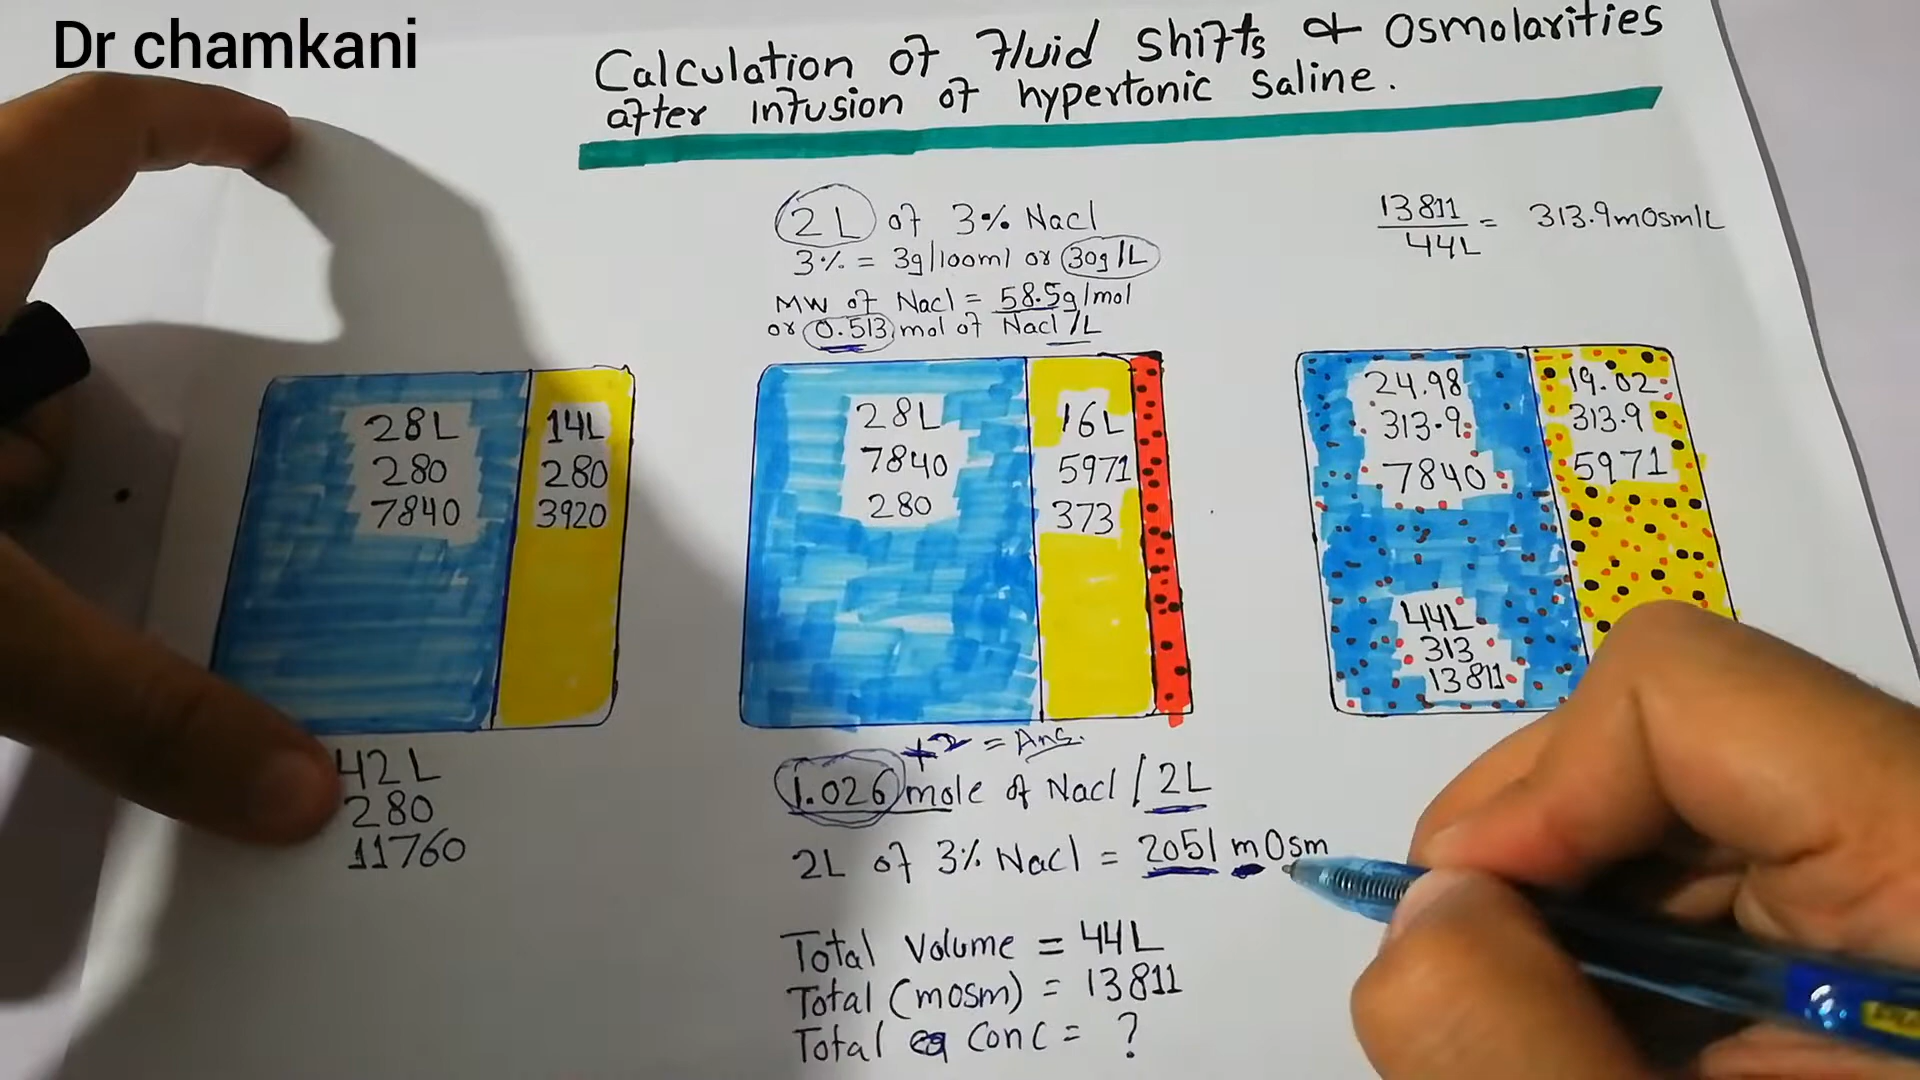 Dr chamkani
Calculation of Fluid Shifts & Osmolarities
after infusion of hypertonic Saline.
2 L of 3% Nacl
3% = 3g/100ml or 30g/L
MW of Nacl = 58.5g/mol
or 0.513 mol of Nacl/L
13811
44L
= 313.9mOsm/L
28L
280
7840
14L
280
3920
42L
280
11760
28L
7840
280
16L
5971
373
24.98
313.9
7840
19.02
313.9
5971
44L
313
13811
= Ans.
1.026 mole of Nacl / 2L
2L of 3% Nacl = 2051 mOsm
Total Volume = 44L
Total (mosm) = 13811
Total Conc = ?